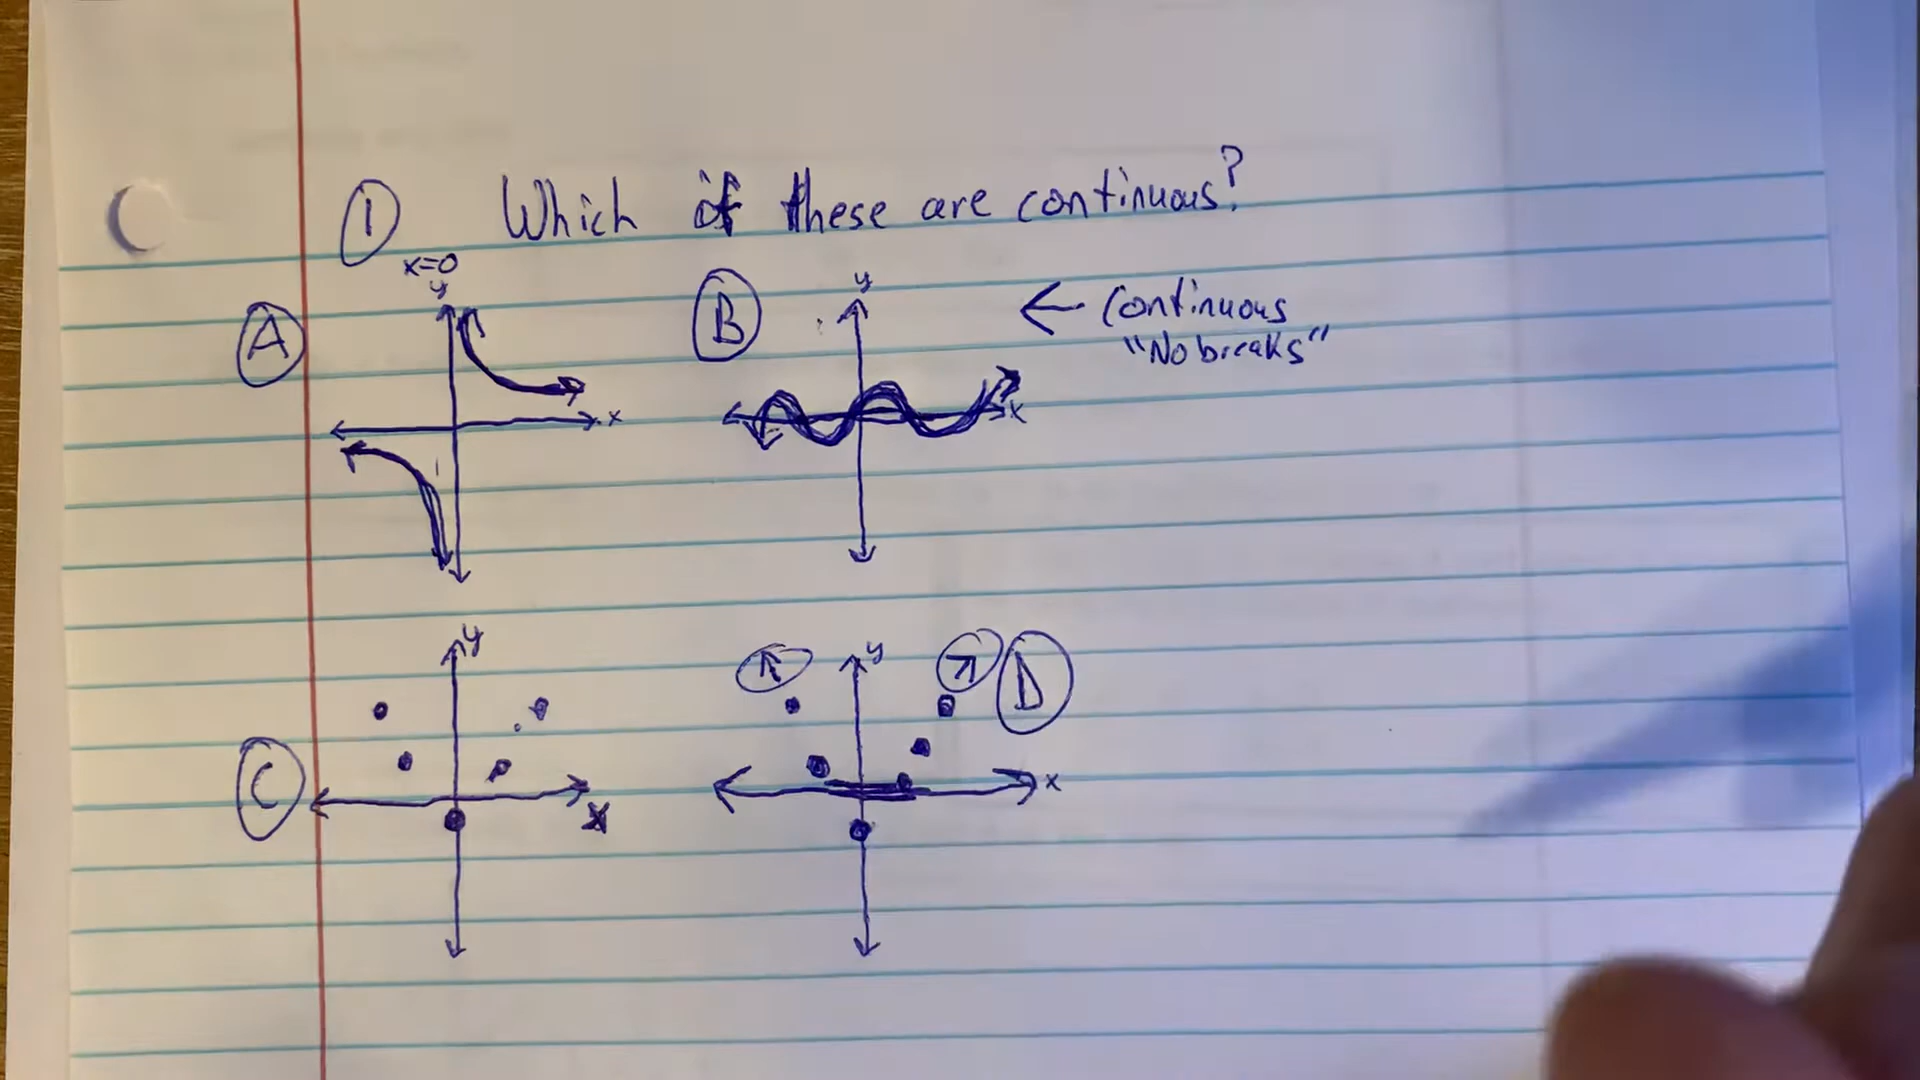 ① Which of these are continuous?
x=0
y
Ⓐ
x
Ⓑ
y
x
← Continuous
"No breaks"
Ⓒ
y
x
y
Ⓓ
x